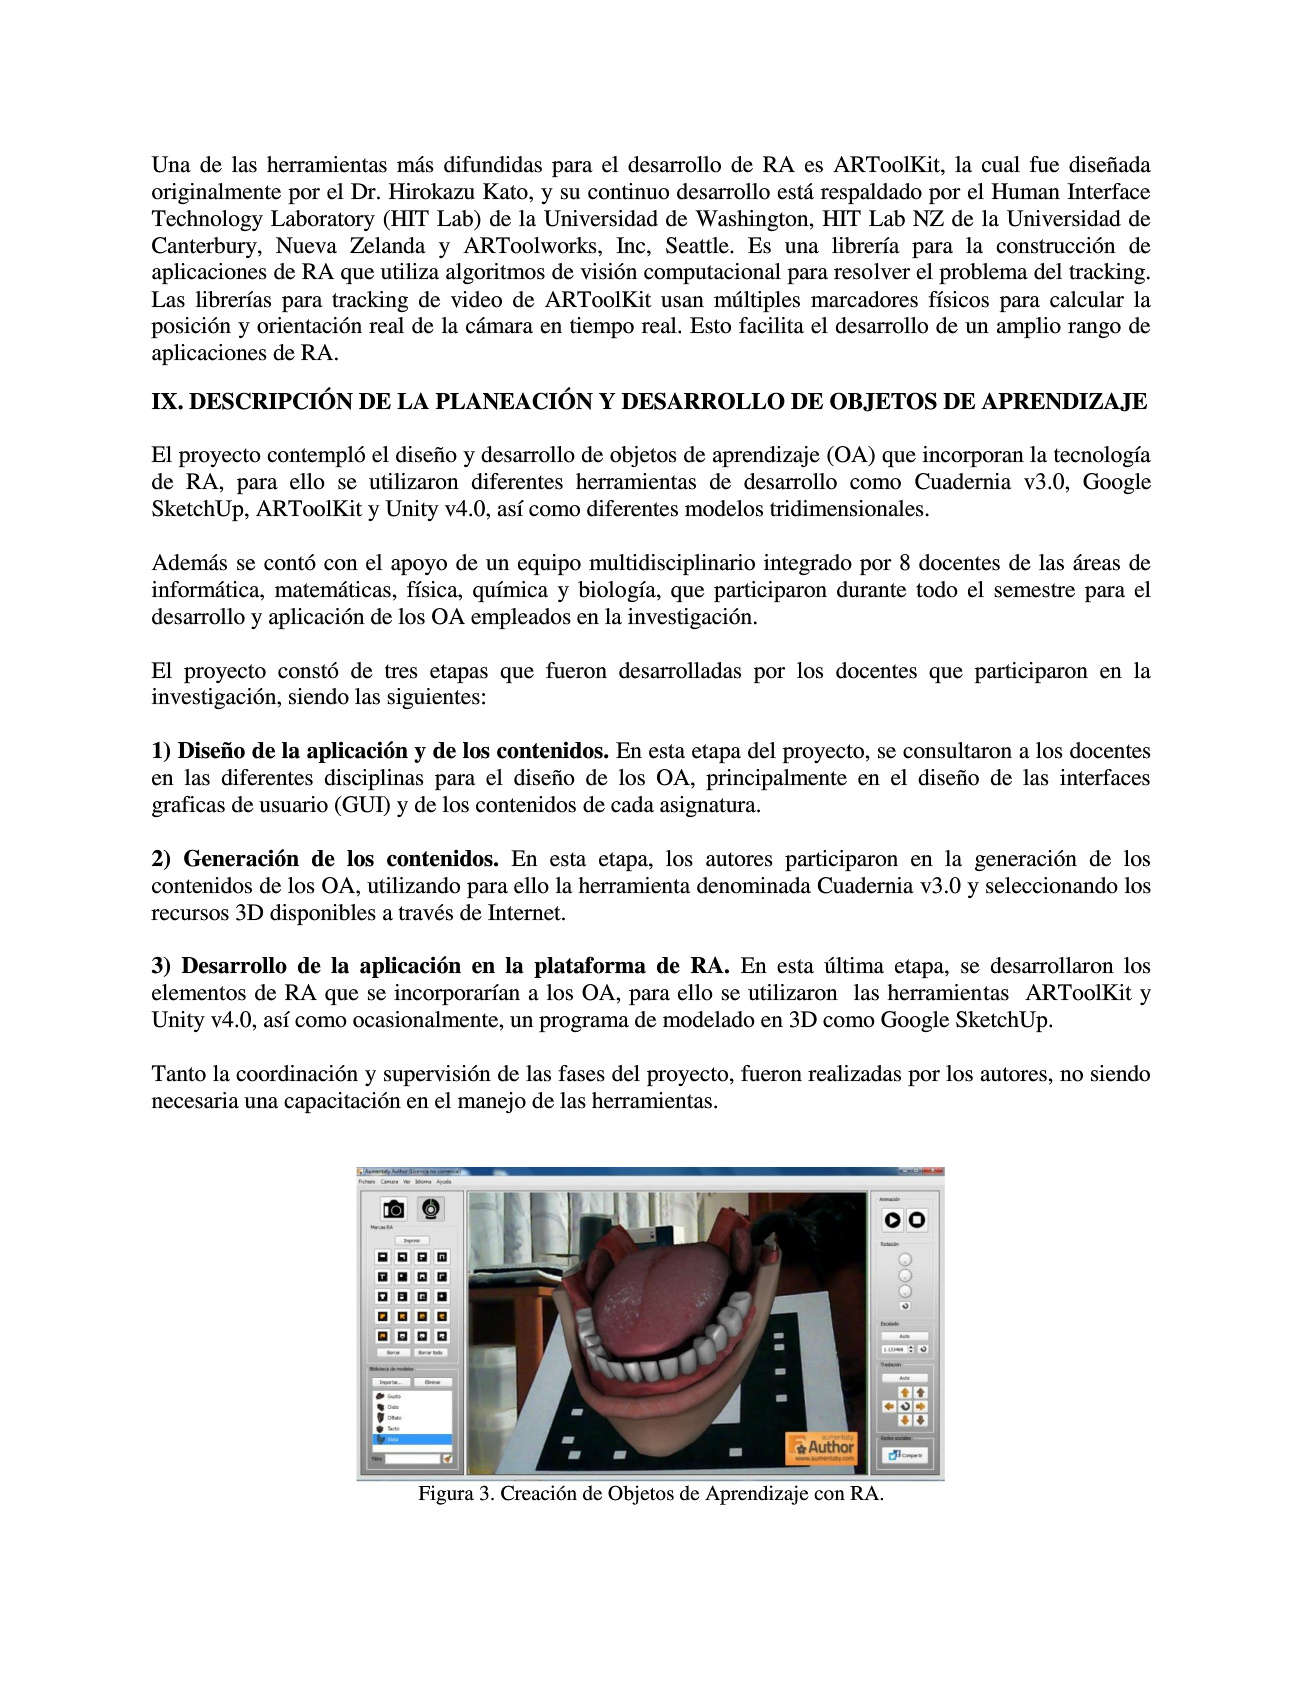 Una de las herramientas más difundidas para el desarrollo de RA es ARToolKit, la cual fue diseñada
originalmente por el Dr. Hirokazu Kato, y su continuo desarrollo está respaldado por el Human Interface
Technology Laboratory (HIT Lab) de la Universidad de Washington, HIT Lab NZ de la Universidad de
Canterbury, Nueva Zelanda y ARToolworks, Inc, Seattle. Es una librería para la construcción de
aplicaciones de RA que utiliza algoritmos de visión computacional para resolver el problema del tracking.
Las librerías para tracking de video de ARToolKit usan múltiples marcadores físicos para calcular la
posición y orientación real de la cámara en tiempo real. Esto facilita el desarrollo de un amplio rango de
aplicaciones de RA.
IX. DESCRIPCIÓN DE LA PLANEACIÓN Y DESARROLLO DE OBJETOS DE APRENDIZAJE
El proyecto contempló el diseño y desarrollo de objetos de aprendizaje (OA) que incorporan la tecnología
de RA, para ello se utilizaron diferentes herramientas de desarrollo como Cuadernia v3.0, Google
SketchUp, ARToolKit y Unity v4.0, así como diferentes modelos tridimensionales.
Además se contó con el apoyo de un equipo multidisciplinario integrado por 8 docentes de las áreas de
informática, matemáticas, física, química y biología, que participaron durante todo el semestre para el
desarrollo y aplicación de los OA empleados en la investigación.
El proyecto constó de tres etapas que fueron desarrolladas por los docentes que participaron en la
investigación, siendo las siguientes:
1) Diseño de la aplicación y de los contenidos. En esta etapa del proyecto, se consultaron a los docentes
en las diferentes disciplinas para el diseño de los OA, principalmente en el diseño de las interfaces
graficas de usuario (GUI) y de los contenidos de cada asignatura.
2) Generación de los contenidos. En esta etapa, los autores participaron en la generación de los
contenidos de los OA, utilizando para ello la herramienta denominada Cuadernia v3.0 y seleccionando los
recursos 3D disponibles a través de Internet.
3) Desarrollo de la aplicación en la plataforma de RA. En esta última etapa, se desarrollaron los
elementos de RA que se incorporarían a los OA, para ello se utilizaron las herramientas ARToolKit y
Unity v4.0, así como ocasionalmente, un programa de modelado en 3D como Google SketchUp.
Tanto la coordinación y supervisión de las fases del proyecto, fueron realizadas por los autores, no siendo
necesaria una capacitación en el manejo de las herramientas.
Aumentaty Author (Licencia no comercial)
Fichero Cámara Ver Idioma Ayuda
Marcas RA
Imprimir
Borrar Borrar todo
Biblioteca de modelos
Importar... Eliminar
Gusto
Oido
Olfato
Tacto
Vista
Filtro
Animación
Rotación
Escalado
Auto
1.133468
Traslación
Auto
Redes sociales
Compartir
aumentaty
Author
www.aumentaty.com
Figura 3. Creación de Objetos de Aprendizaje con RA.